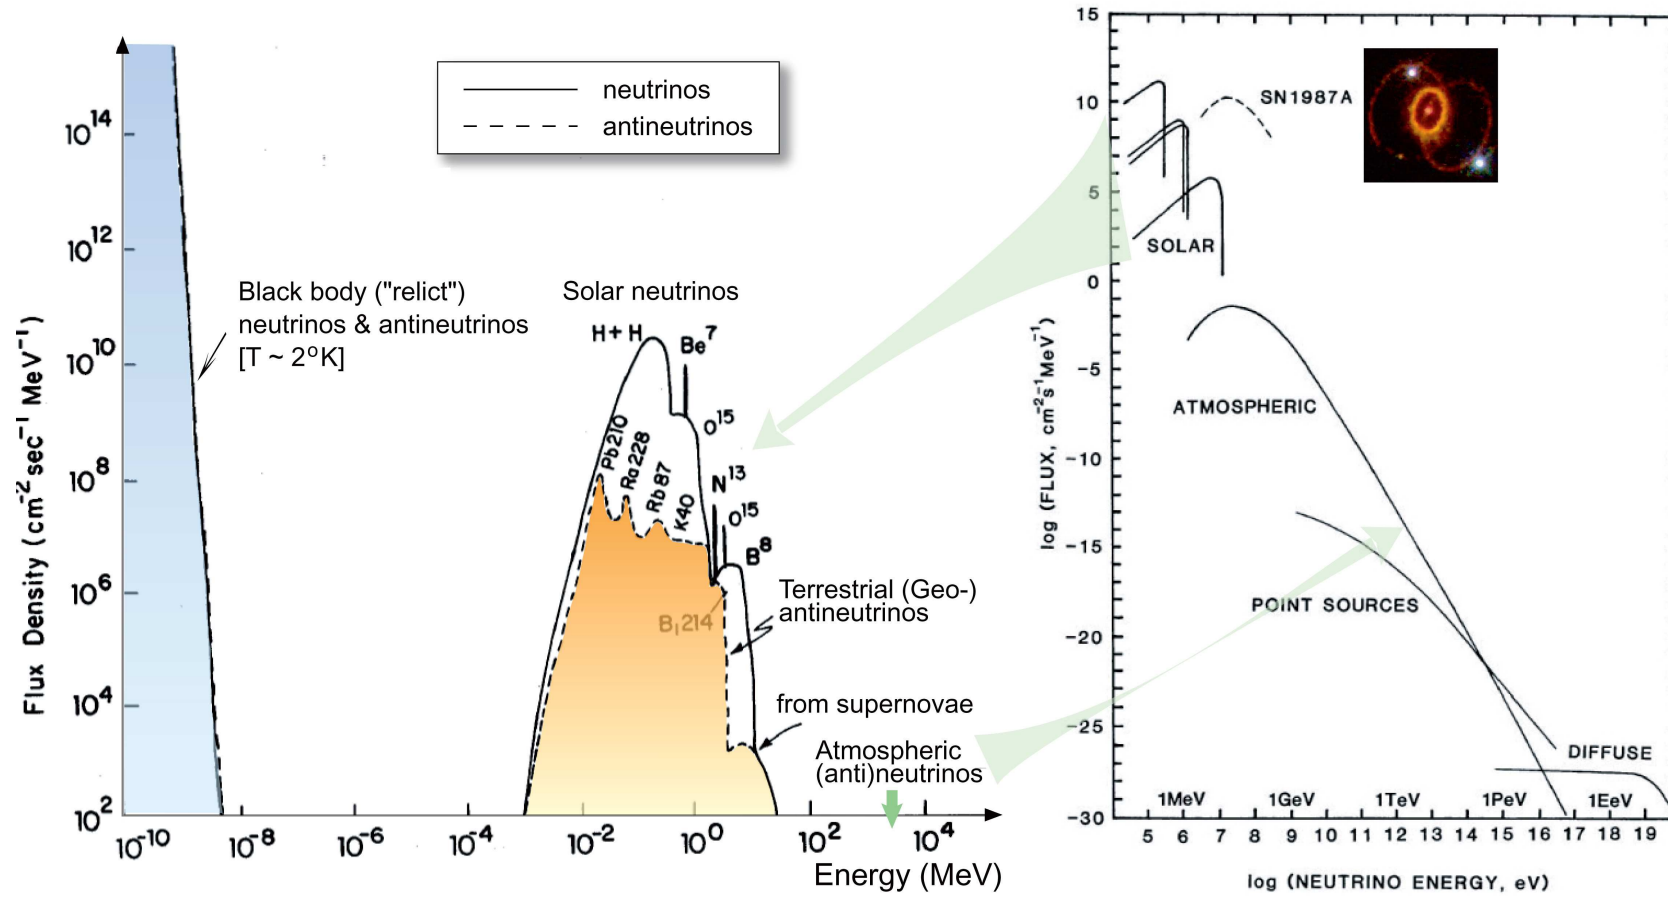 neutrinos
antineutrinos
10^14
10^12
10^10
10^8
10^6
10^4
10^2
Flux Density (cm^-2 sec^-1 MeV^-1)
Black body ("relict")
neutrinos & antineutrinos
[T ~ 2°K]
Solar neutrinos
H + H
Be^7
O^15
Pb210
Ra228
Rb87
K40
N^13
O^15
B^8
Bi214
Terrestrial (Geo-)
antineutrinos
from supernovae
Atmospheric
(anti)neutrinos
10^-10
10^-8
10^-6
10^-4
10^-2
10^0
10^2
10^4
Energy (MeV)
15
10
5
0
-5
-10
-15
-20
-25
-30
log (FLUX, cm^-2 s^-1 MeV^-1)
SN1987A
SOLAR
ATMOSPHERIC
POINT SOURCES
DIFFUSE
1MeV 1GeV 1TeV 1PeV 1EeV
5 6 7 8 9 10 11 12 13 14 15 16 17 18 19
log (NEUTRINO ENERGY, eV)